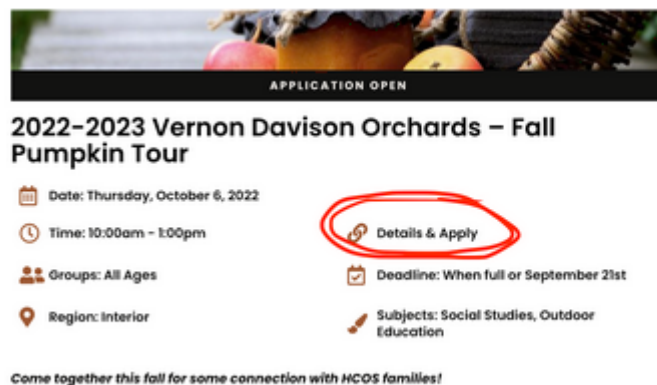 APPLICATION OPEN
2022-2023 Vernon Davison Orchards – Fall
Pumpkin Tour
Date: Thursday, October 6, 2022
Time: 10:00am - 1:00pm
Details & Apply
Groups: All Ages
Deadline: When full or September 21st
Region: Interior
Subjects: Social Studies, Outdoor
Education
Come together this fall for some connection with HCOS families!